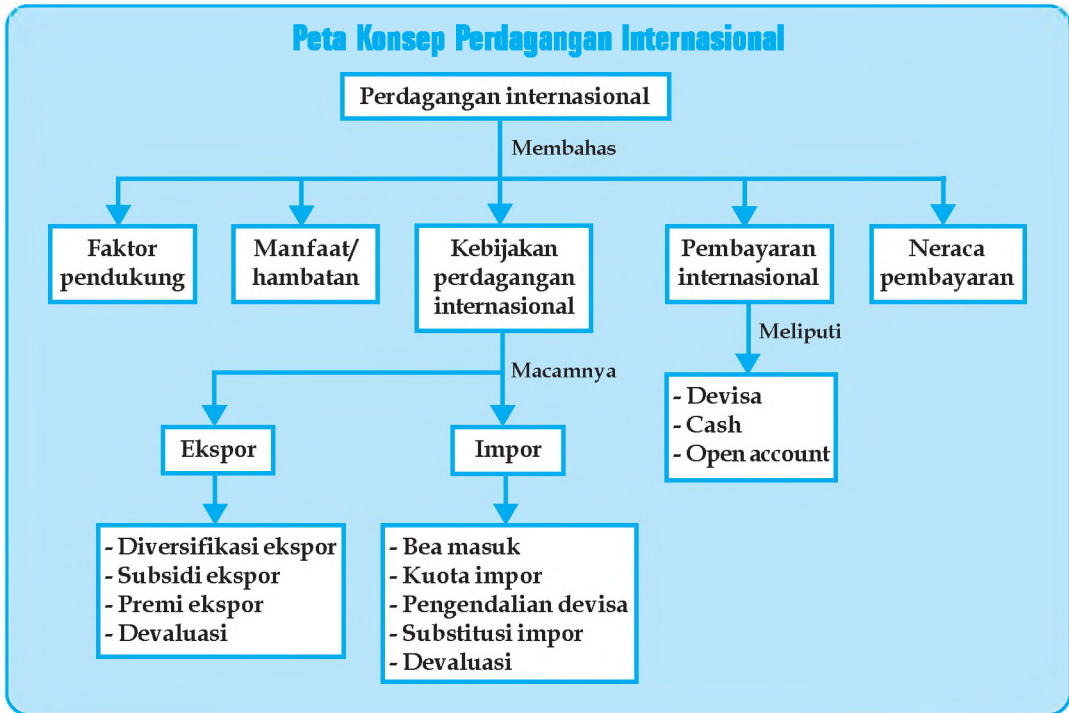 Peta Konsep Perdagangan Internasional
Perdagangan internasional
Membahas
Faktor
pendukung
Manfaat/
hambatan
Kebijakan
perdagangan
internasional
Pembayaran
internasional
Neraca
pembayaran
Meliputi
- Devisa
- Cash
- Open account
Macamnya
Ekspor
Impor
- Diversifikasi ekspor
- Subsidi ekspor
- Premi ekspor
- Devaluasi
- Bea masuk
- Kuota impor
- Pengendalian devisa
- Substitusi impor
- Devaluasi